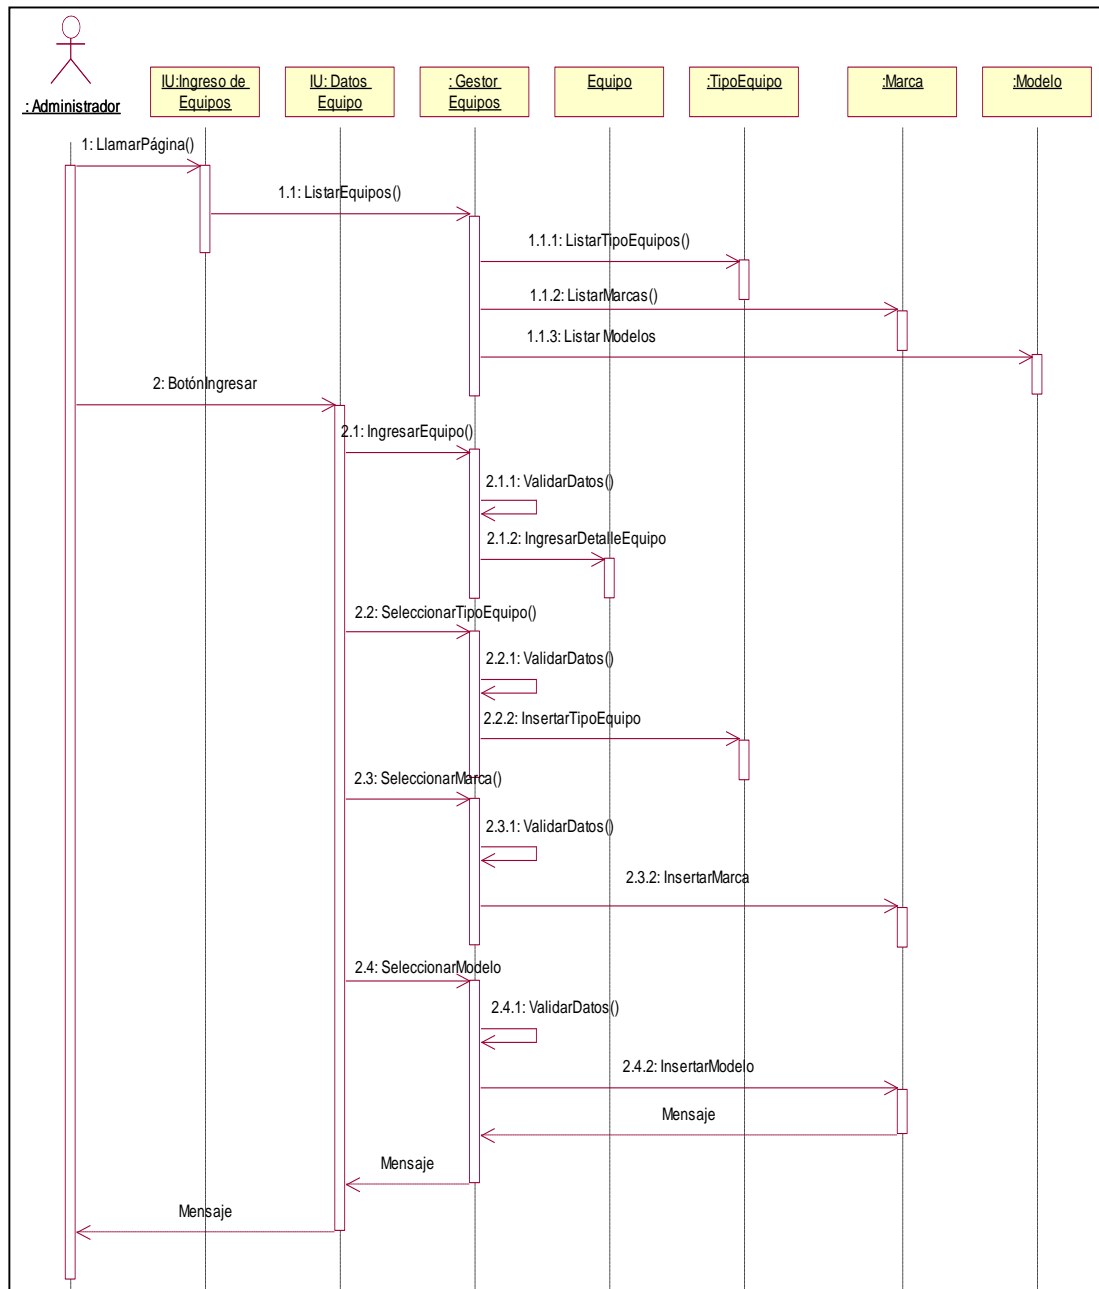 : Administrador
IU:Ingreso de
Equipos
IU: Datos
Equipo
: Gestor
Equipos
Equipo
:TipoEquipo
:Marca
:Modelo
1: LlamarPágina()
1.1: ListarEquipos()
1.1.1: ListarTipoEquipos()
1.1.2: ListarMarcas()
1.1.3: Listar Modelos
2: BotónIngresar
2.1: IngresarEquipo()
2.1.1: ValidarDatos()
2.1.2: IngresarDetalleEquipo
2.2: SeleccionarTipoEquipo()
2.2.1: ValidarDatos()
2.2.2: InsertarTipoEquipo
2.3: SeleccionarMarca()
2.3.1: ValidarDatos()
2.3.2: InsertarMarca
2.4: SeleccionarModelo
2.4.1: ValidarDatos()
2.4.2: InsertarModelo
Mensaje
Mensaje
Mensaje